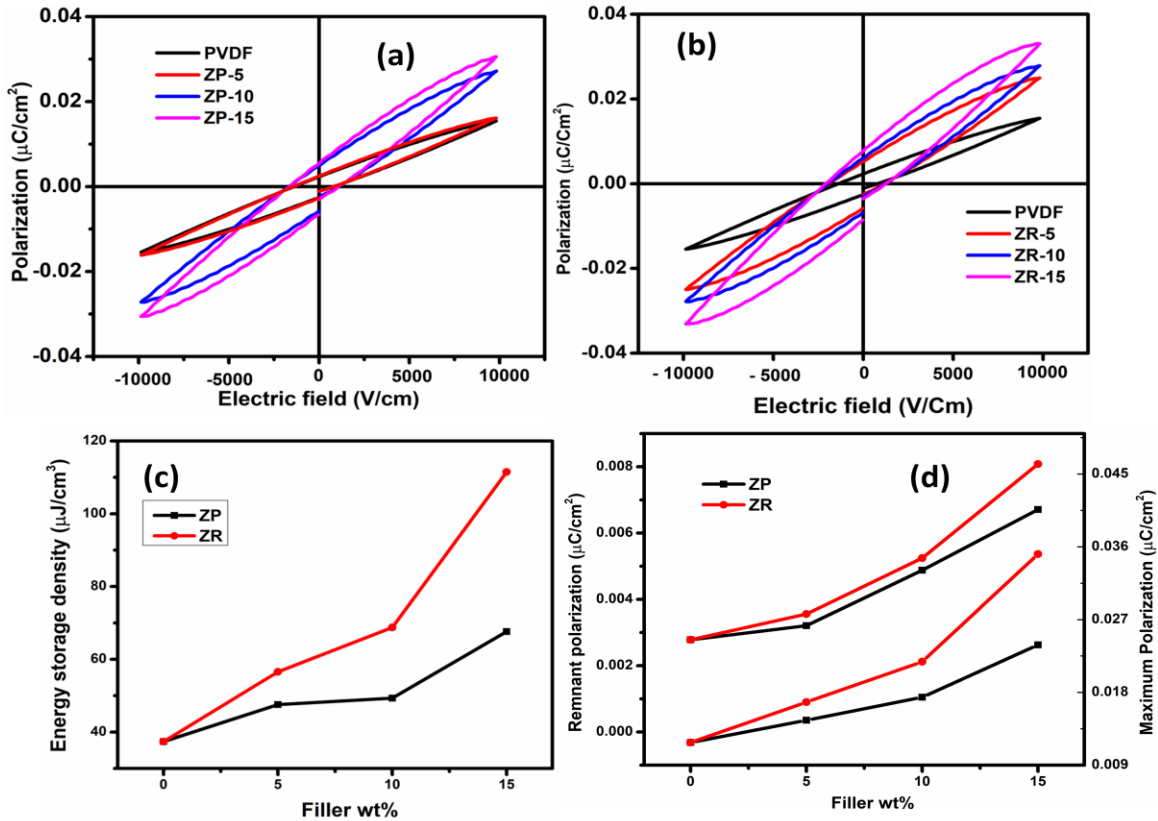 (a)
PVDF
ZP-5
ZP-10
ZP-15
0.04
0.02
0.00
-0.02
-0.04
Polarization (μC/cm²)
-10000 -5000 0 5000 10000
Electric field (V/cm)
(b)
PVDF
ZR-5
ZR-10
ZR-15
0.04
0.02
0.00
-0.02
-0.04
Polarization (μC/Cm²)
- 10000 - 5000 0 5000 10000
Electric field (V/Cm)
(c)
ZP
ZR
120
100
80
60
40
Energy storage density (μJ/cm³)
0 5 10 15
Filler wt%
(d)
ZP
ZR
0.008
0.006
0.004
0.002
0.000
Remnant polarization (μC/cm²)
0.045
0.036
0.027
0.018
0.009
Maximum Polarization (μC/cm²)
0 5 10 15
Filler wt%